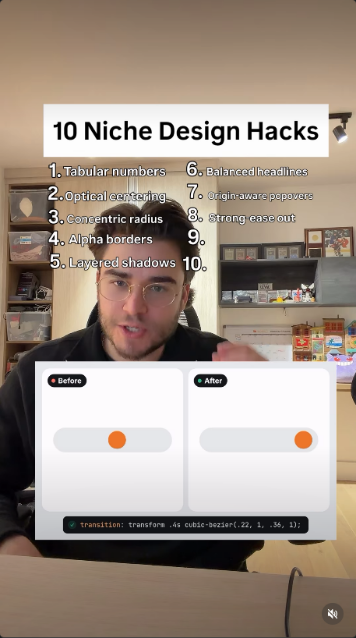 10 Niche Design Hacks
1. Tabular numbers
2. Optical centering
3. Concentric radius
4. Alpha borders
5. Layered shadows
6. Balanced headlines
7. Origin-aware popovers
8. Strong ease out
9.
10.
Before
After
transition: transform .4s cubic-bezier(.22, 1, .36, 1);